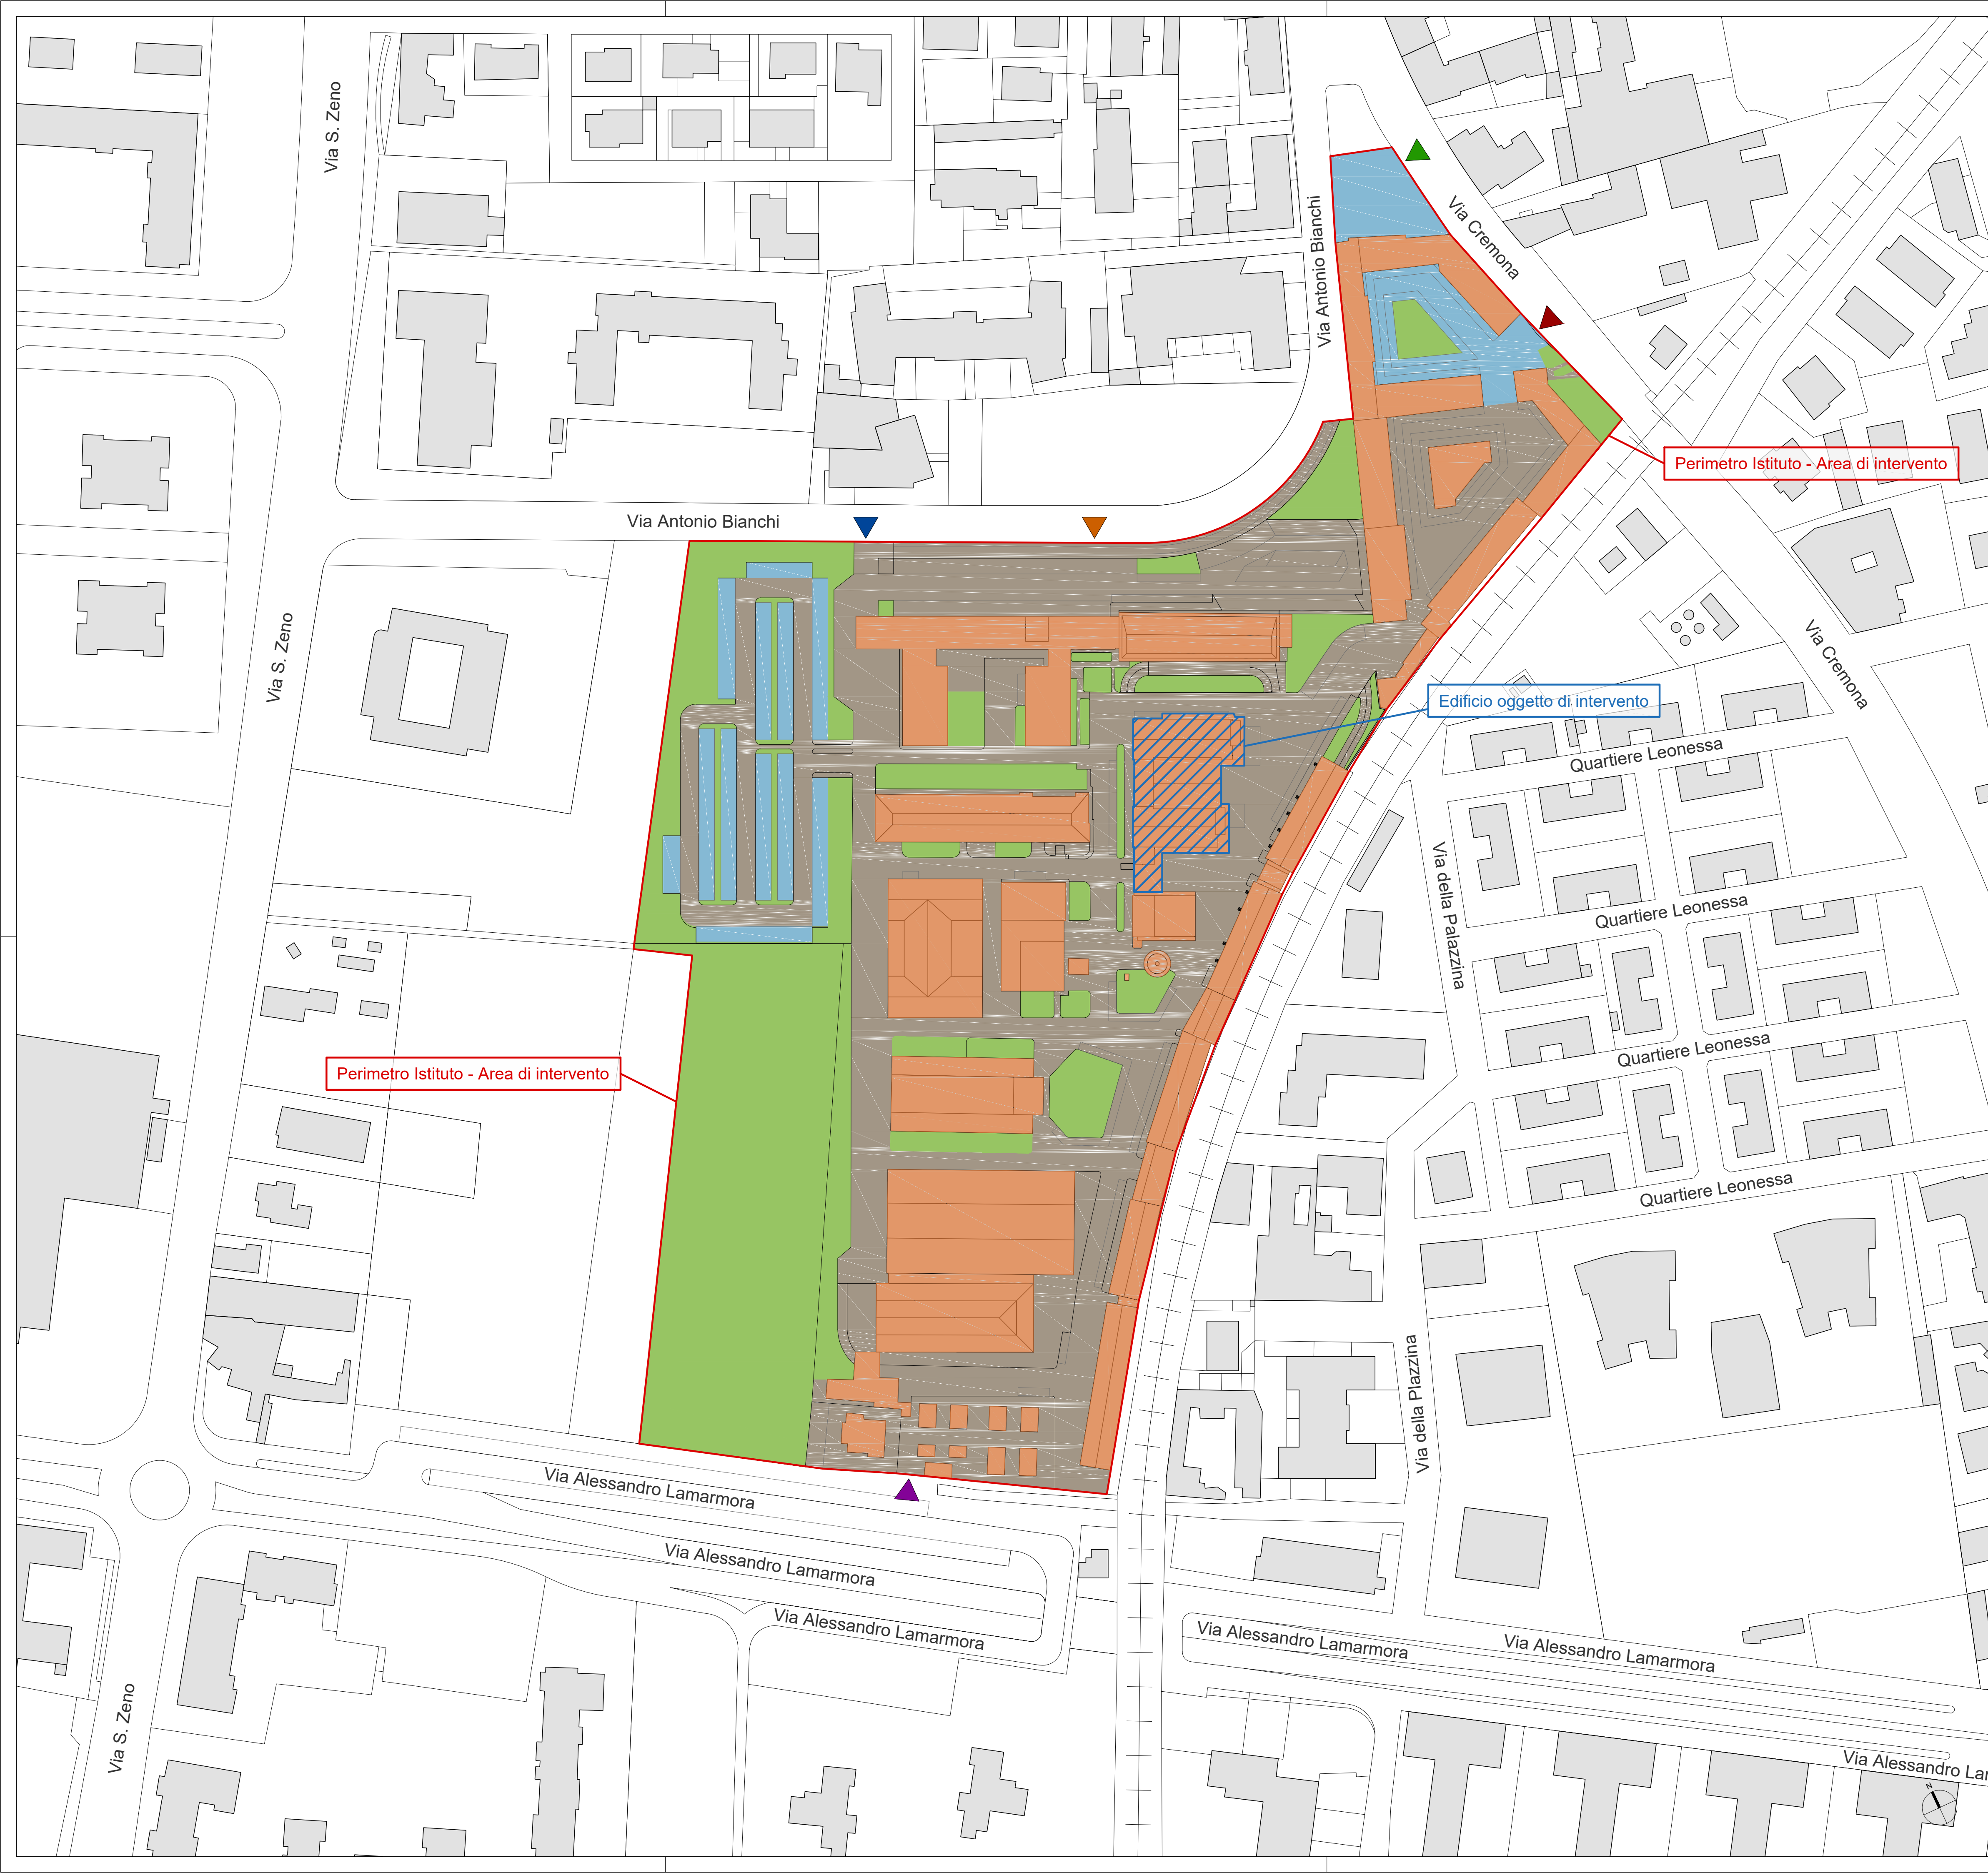 Via S. Zeno
Via Antonio Bianchi
Via Cremona
Perimetro Istituto - Area di intervento
Via Antonio Bianchi
Via S. Zeno
Via Cremona
Edificio oggetto di intervento
Quartiere Leonessa
Via della Palazzina
Quartiere Leonessa
Quartiere Leonessa
Perimetro Istituto - Area di intervento
Quartiere Leonessa
Via della Plazzina
Via Alessandro Lamarmora
Via Alessandro Lamarmora
Via Alessandro Lamarmora
Via Alessandro Lamarmora
Via Alessandro Lamarmora
Via S. Zeno
Via Alessandro Lar
N